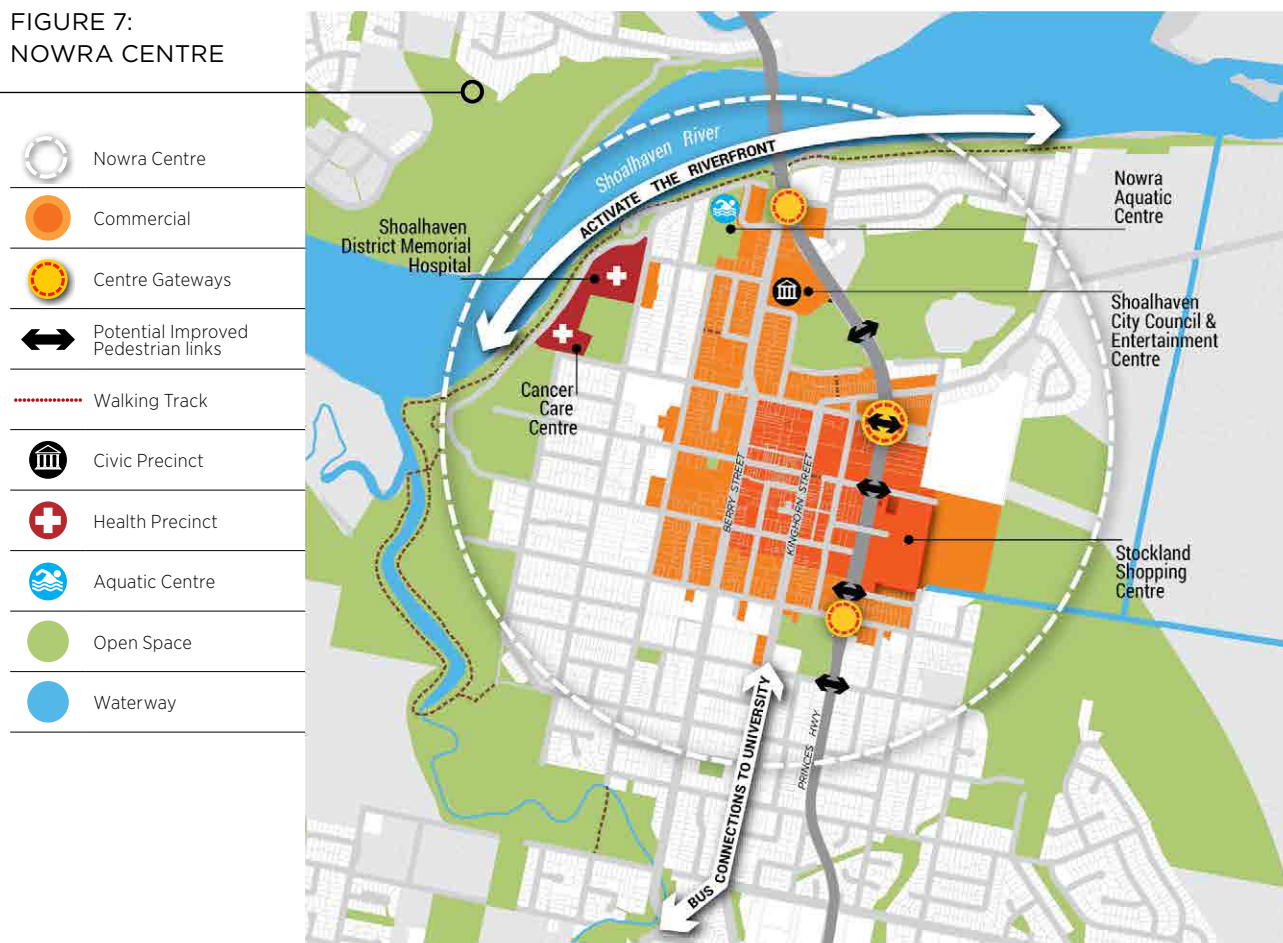 FIGURE 7:
NOWRA CENTRE
Nowra Centre
Commercial
Centre Gateways
Potential Improved
Pedestrian links
Walking Track
Civic Precinct
Health Precinct
Aquatic Centre
Open Space
Waterway
Shoalhaven River
ACTIVATE THE RIVERFRONT
Nowra
Aquatic
Centre
Shoalhaven
District Memorial
Hospital
Shoalhaven
City Council &
Entertainment
Centre
Cancer
Care
Centre
BERRY STREET
KINGHORN STREET
Stockland
Shopping
Centre
PRINCES HWY
BUS CONNECTIONS TO UNIVERSITY